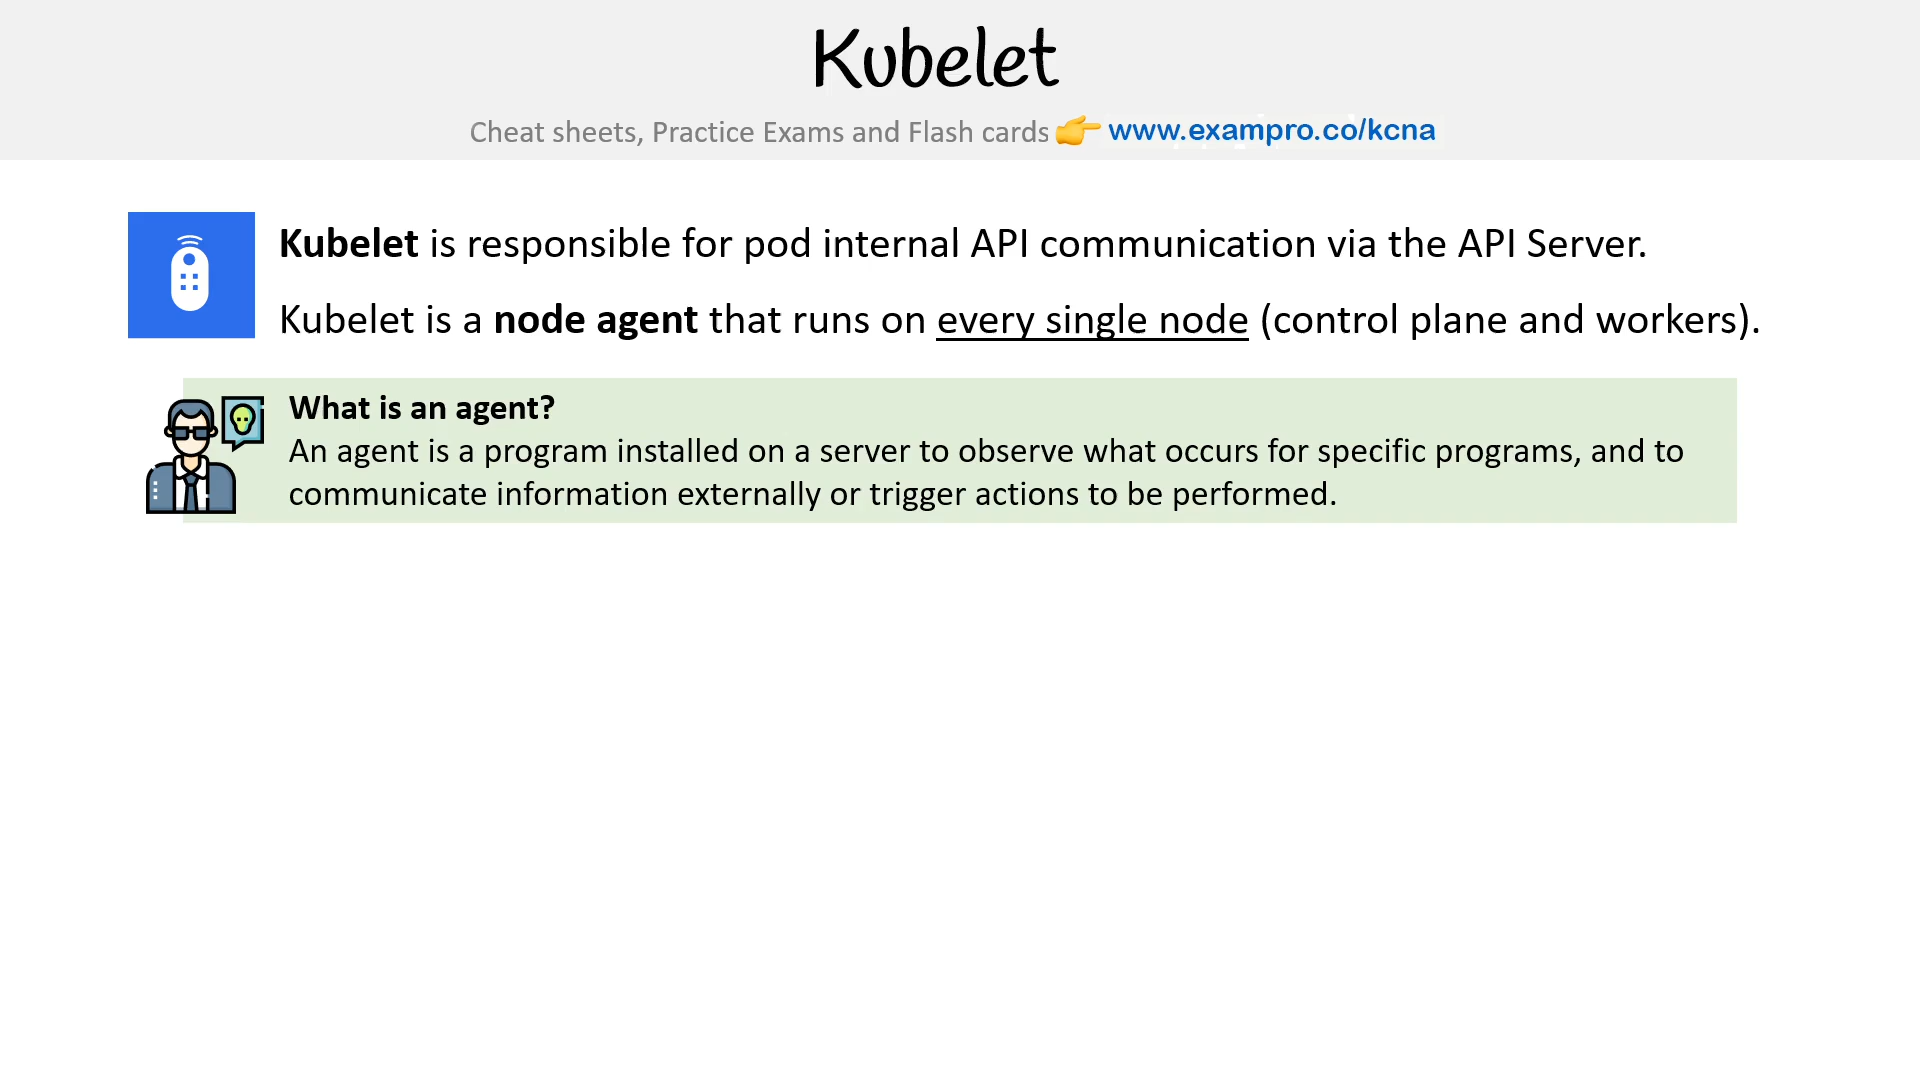 Kubelet
Cheat sheets, Practice Exams and Flash cards 👉 www.exampro.co/kcna
Kubelet is responsible for pod internal API communication via the API Server.
Kubelet is a node agent that runs on every single node (control plane and workers).
What is an agent?
An agent is a program installed on a server to observe what occurs for specific programs, and to
communicate information externally or trigger actions to be performed.